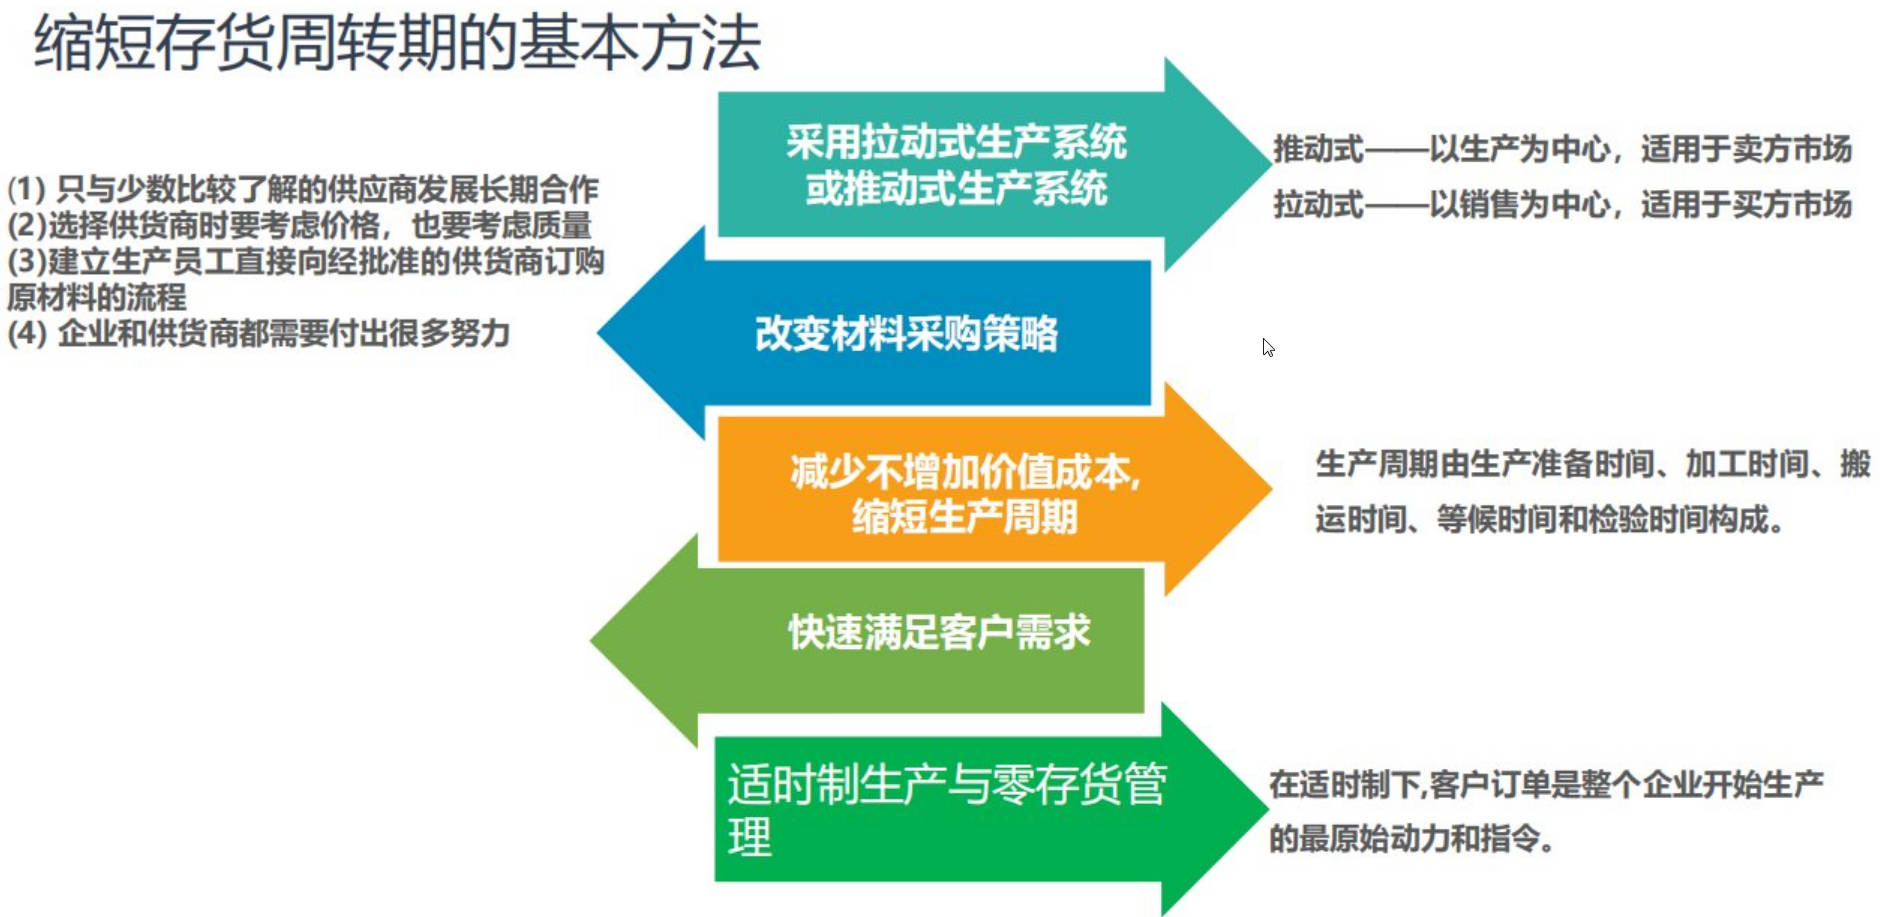 缩短存货周转期的基本方法
采用拉动式生产系统
或推动式生产系统
推动式——以生产为中心，适用于卖方市场
拉动式——以销售为中心，适用于买方市场
(1) 只与少数比较了解的供应商发展长期合作
(2)选择供货商时要考虑价格，也要考虑质量
(3)建立生产员工直接向经批准的供货商订购
原材料的流程
(4) 企业和供货商都需要付出很多努力
改变材料采购策略
减少不增加价值成本,
缩短生产周期
生产周期由生产准备时间、加工时间、搬
运时间、等候时间和检验时间构成。
快速满足客户需求
适时制生产与零存货管
理
在适时制下,客户订单是整个企业开始生产
的最原始动力和指令。